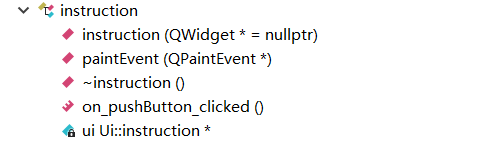 instruction
instruction (QWidget * = nullptr)
paintEvent (QPaintEvent *)
~instruction ()
on_pushButton_clicked ()
ui Ui::instruction *